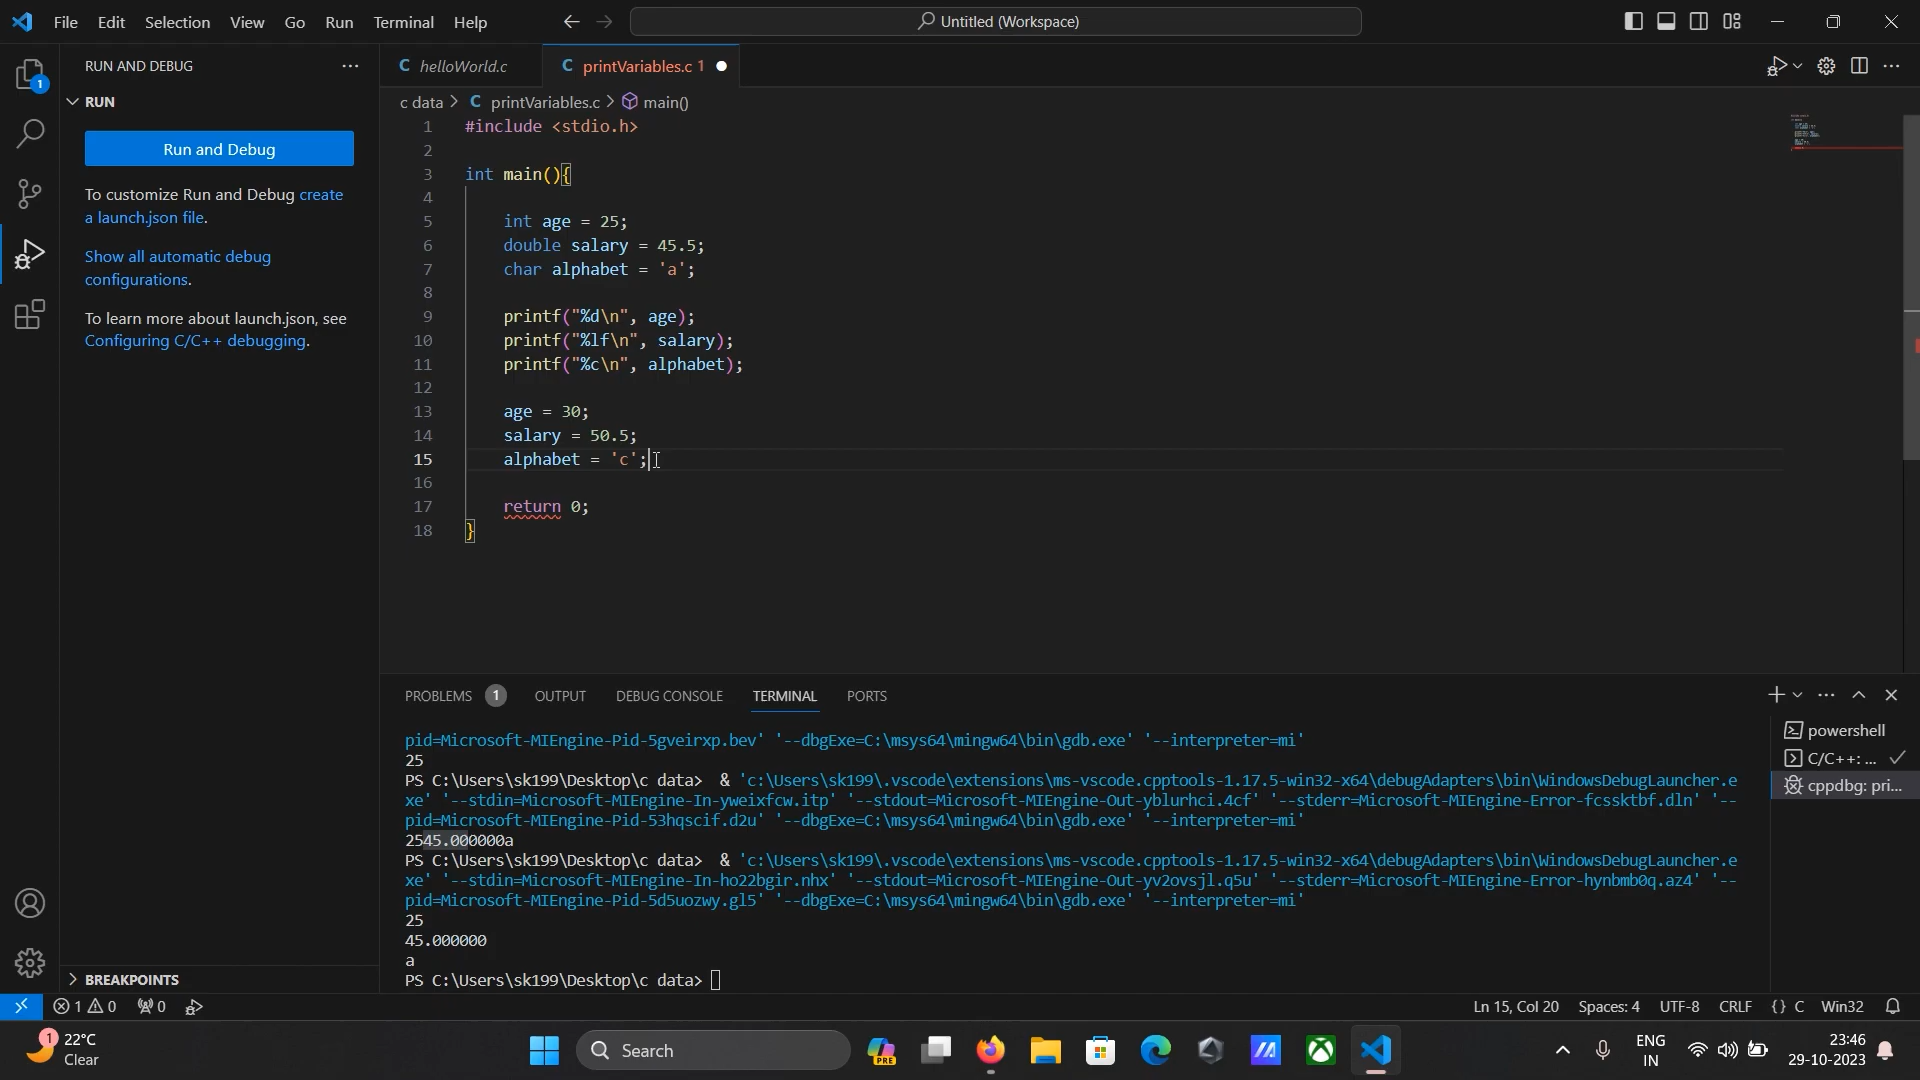 File Edit Selection View Go Run Terminal Help
Untitled (Workspace)
RUN AND DEBUG
C helloWorld.c
C printVariables.c 1
1
RUN
c data > C printVariables.c > main()
Run and Debug
To customize Run and Debug create
a launch.json file.
Show all automatic debug
configurations.
To learn more about launch.json, see
Configuring C/C++ debugging.
1 #include <stdio.h>
2
3 int main(){
4
5 int age = 25;
6 double salary = 45.5;
7 char alphabet = 'a';
8
9 printf("%d\n", age);
10 printf("%lf\n", salary);
11 printf("%c\n", alphabet);
12
13 age = 30;
14 salary = 50.5;
15 alphabet = 'c';
16
17 return 0;
18 }
PROBLEMS 1 OUTPUT DEBUG CONSOLE TERMINAL PORTS
pid=Microsoft-MIEngine-Pid-5gveirxp.bev' '--dbgExe=C:\msys64\mingw64\bin\gdb.exe' '--interpreter=mi'
25
PS C:\Users\sk199\Desktop\c data> & 'c:\Users\sk199\.vscode\extensions\ms-vscode.cpptools-1.17.5-win32-x64\debugAdapters\bin\WindowsDebugLauncher.e
xe' '--stdin=Microsoft-MIEngine-In-yweixfcw.itp' '--stdout=Microsoft-MIEngine-Out-yblurhci.4cf' '--stderr=Microsoft-MIEngine-Error-fcssktbf.dln' '--
pid=Microsoft-MIEngine-Pid-53hqscif.d2u' '--dbgExe=C:\msys64\mingw64\bin\gdb.exe' '--interpreter=mi'
2545.000000a
PS C:\Users\sk199\Desktop\c data> & 'c:\Users\sk199\.vscode\extensions\ms-vscode.cpptools-1.17.5-win32-x64\debugAdapters\bin\WindowsDebugLauncher.e
xe' '--stdin=Microsoft-MIEngine-In-ho22bgir.nhx' '--stdout=Microsoft-MIEngine-Out-yv2ovsjl.q5u' '--stderr=Microsoft-MIEngine-Error-hynbmb0q.az4' '--
pid=Microsoft-MIEngine-Pid-5d5uozwy.gl5' '--dbgExe=C:\msys64\mingw64\bin\gdb.exe' '--interpreter=mi'
25
45.000000
a
PS C:\Users\sk199\Desktop\c data>
powershell
C/C++: ...
cppdbg: pri...
BREAKPOINTS
1 0 0
Ln 15, Col 20 Spaces: 4 UTF-8 CRLF {} C Win32
1
22°C
Clear
Search
PRE
ENG
IN
23:46
29-10-2023